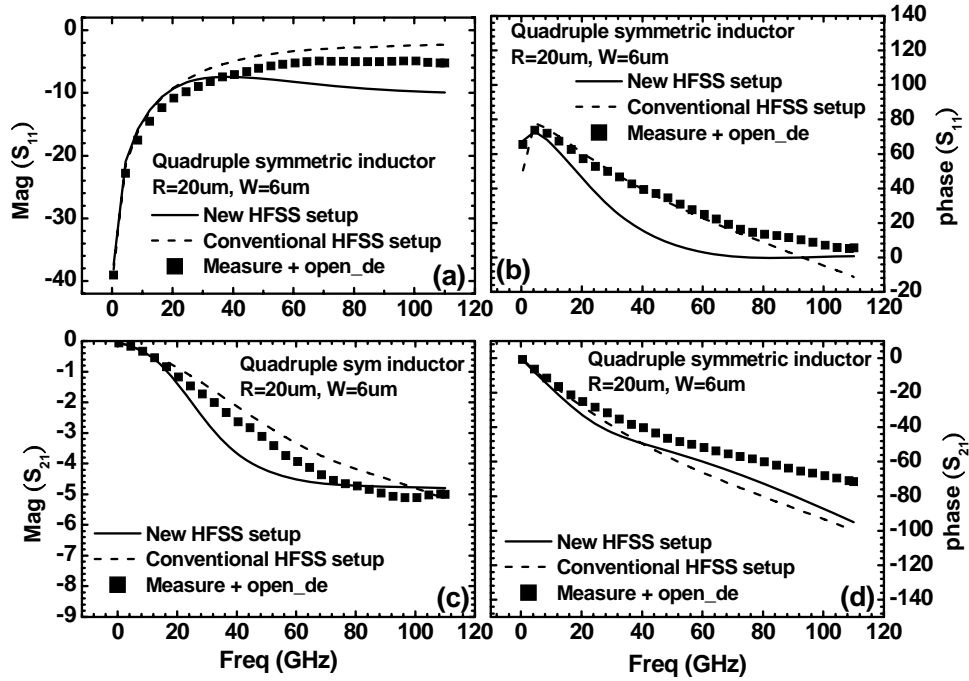 0
-10
-20
-30
-40
Mag (S11)
Quadruple symmetric inductor
R=20um, W=6um
New HFSS setup
Conventional HFSS setup
Measure + open_de
(a)
0 20 40 60 80 100 120
Quadruple symmetric inductor
R=20um, W=6um
New HFSS setup
Conventional HFSS setup
Measure + open_de
(b)
140
120
100
80
60
40
20
0
-20
phase (S11)
0 20 40 60 80 100 120
0
-1
-2
-3
-4
-5
-6
-7
-8
-9
Mag (S21)
Quadruple sym inductor
R=20um, W=6um
New HFSS setup
Conventional HFSS setup
Measure + open_de
(c)
0 20 40 60 80 100 120
Freq (GHz)
Quadruple symmetric inductor
R=20um, W=6um
New HFSS setup
Conventional HFSS setup
Measure + open_de
(d)
0
-20
-40
-60
-80
-100
-120
-140
phase (S21)
0 20 40 60 80 100 120
Freq (GHz)